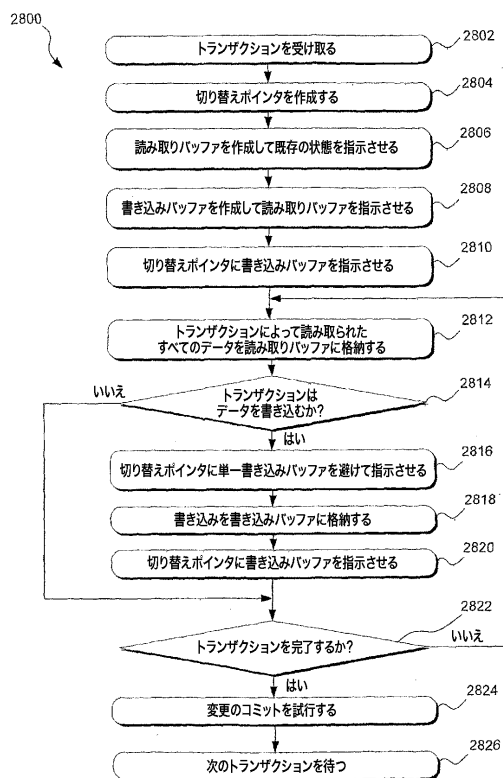 2800
トランザクションを受け取る
2802
切り替えポインタを作成する
2804
読み取りバッファを作成して既存の状態を指示させる
2806
書き込みバッファを作成して読み取りバッファを指示させる
2808
切り替えポインタに書き込みバッファを指示させる
2810
トランザクションによって読み取られた
すべてのデータを読み取りバッファに格納する
2812
いいえ
トランザクションは
データを書き込むか?
2814
はい
切り替えポインタに単一書き込みバッファを避けて指示させる
2816
書き込みを書き込みバッファに格納する
2818
切り替えポインタに書き込みバッファを指示させる
2820
トランザクションを完了するか?
2822
いいえ
はい
変更のコミットを試行する
2824
次のトランザクションを待つ
2826